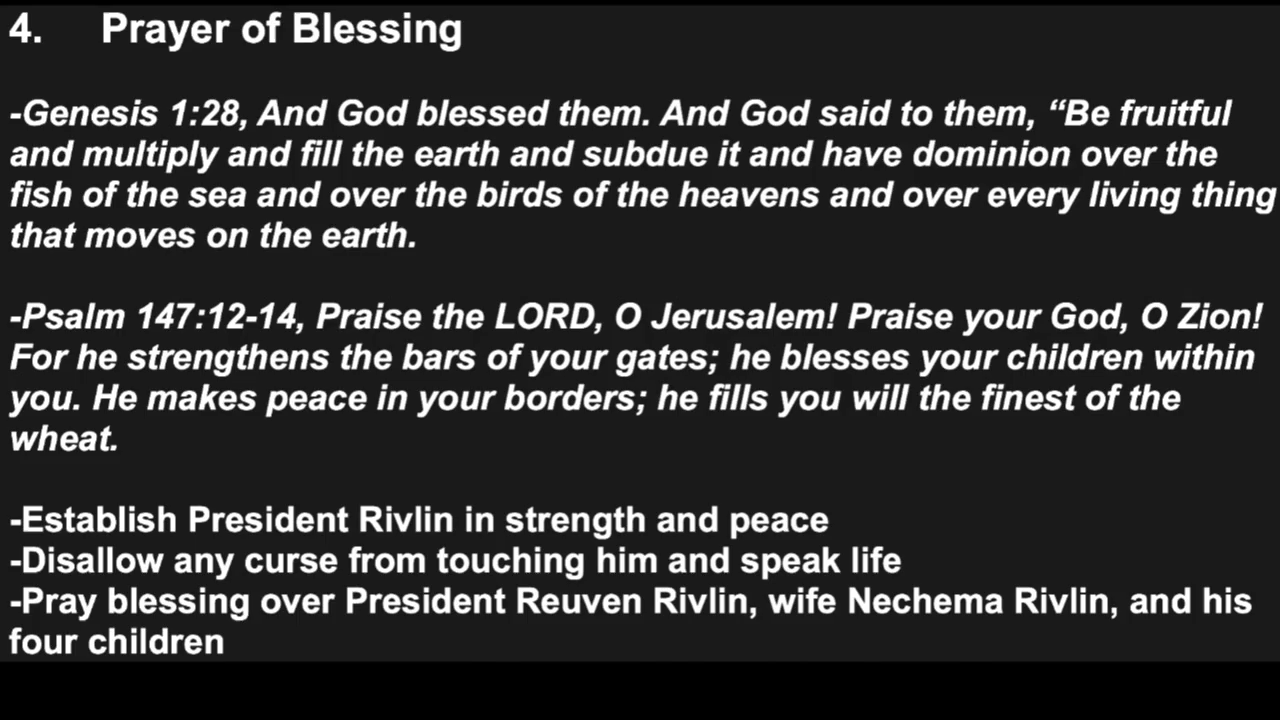 4. Prayer of Blessing
-Genesis 1:28, And God blessed them. And God said to them, “Be fruitful
and multiply and fill the earth and subdue it and have dominion over the
fish of the sea and over the birds of the heavens and over every living thing
that moves on the earth.
-Psalm 147:12-14, Praise the LORD, O Jerusalem! Praise your God, O Zion!
For he strengthens the bars of your gates; he blesses your children within
you. He makes peace in your borders; he fills you will the finest of the
wheat.
-Establish President Rivlin in strength and peace
-Disallow any curse from touching him and speak life
-Pray blessing over President Reuven Rivlin, wife Nechema Rivlin, and his
four children